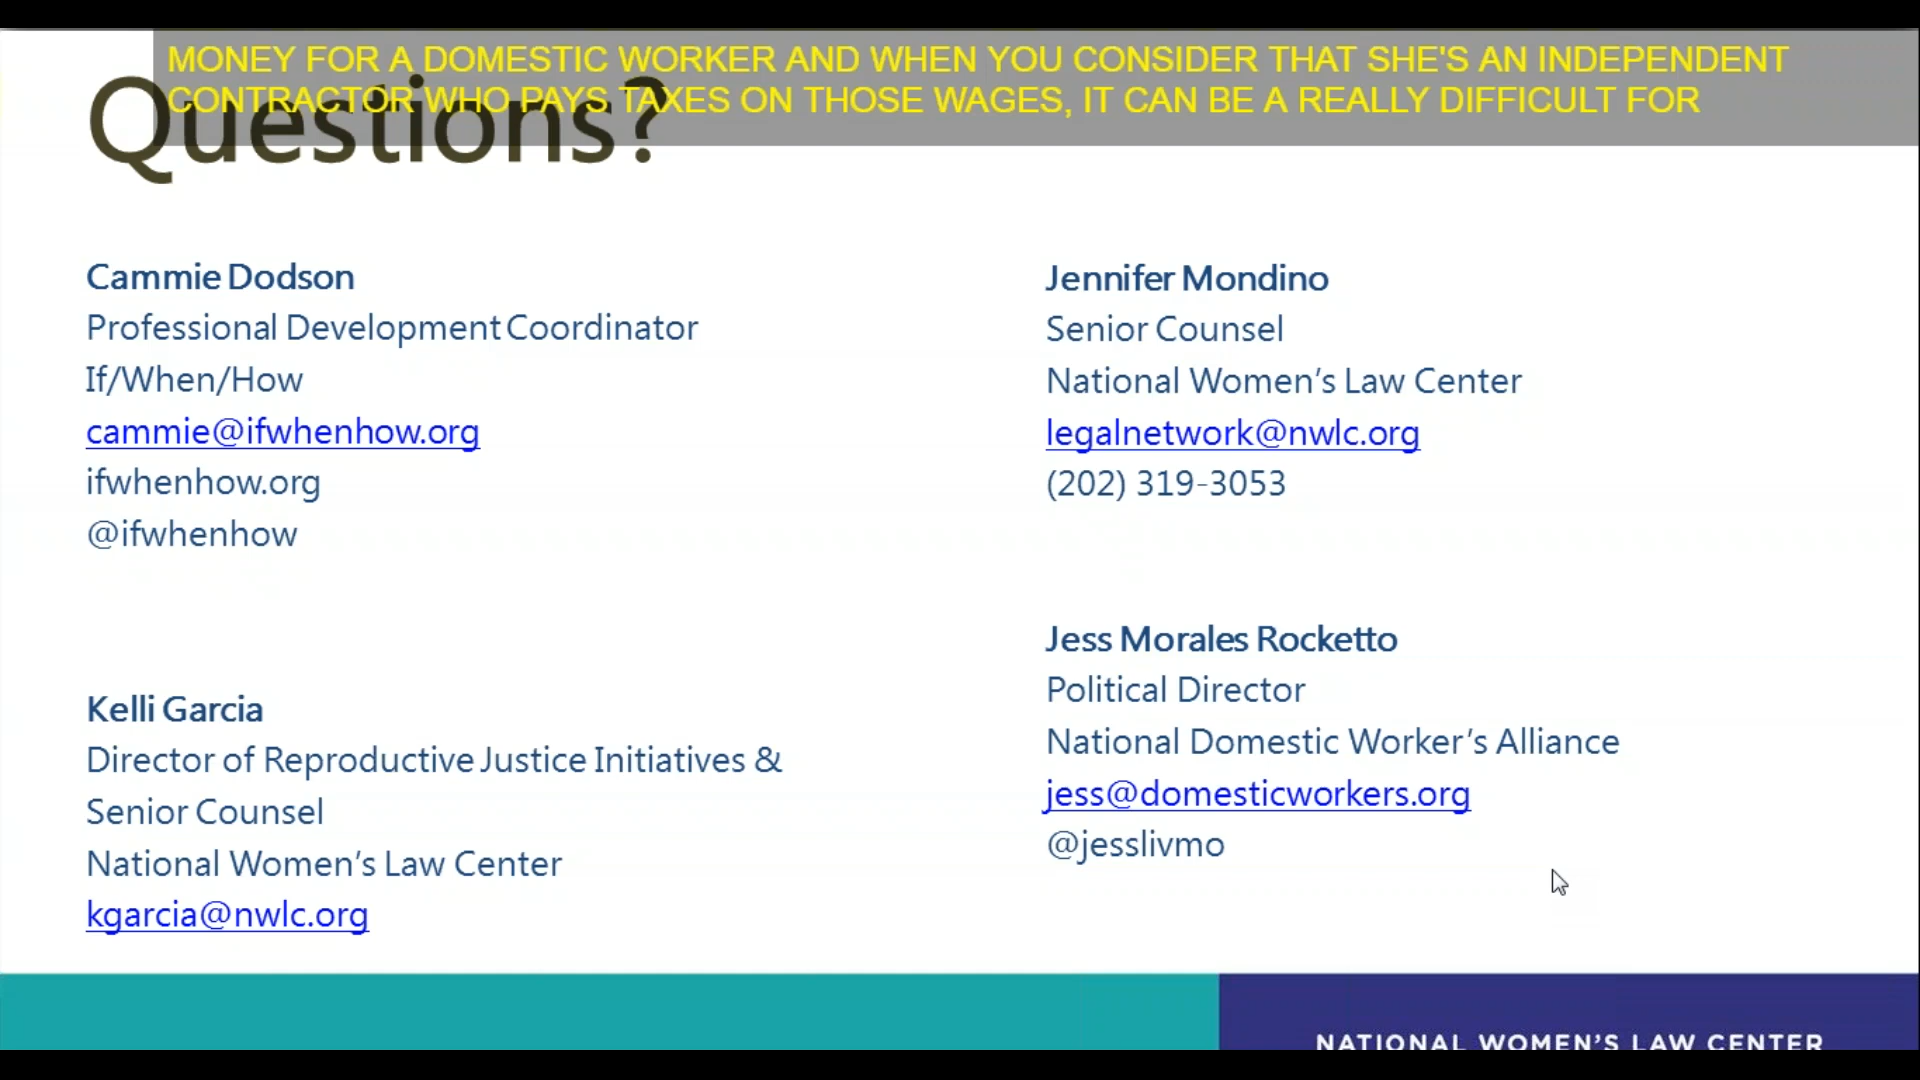 MONEY FOR A DOMESTIC WORKER AND WHEN YOU CONSIDER THAT SHE'S AN INDEPENDENT
CONTRACTOR WHO PAYS TAXES ON THOSE WAGES, IT CAN BE A REALLY DIFFICULT FOR
Questions?
Cammie Dodson
Professional Development Coordinator
If/When/How
cammie@ifwhenhow.org
ifwhenhow.org
@ifwhenhow
Kelli Garcia
Director of Reproductive Justice Initiatives &
Senior Counsel
National Women’s Law Center
kgarcia@nwlc.org
Jennifer Mondino
Senior Counsel
National Women’s Law Center
legalnetwork@nwlc.org
(202) 319-3053
Jess Morales Rocketto
Political Director
National Domestic Worker’s Alliance
jess@domesticworkers.org
@jesslivmo
NATIONAL WOMEN’S LAW CENTER